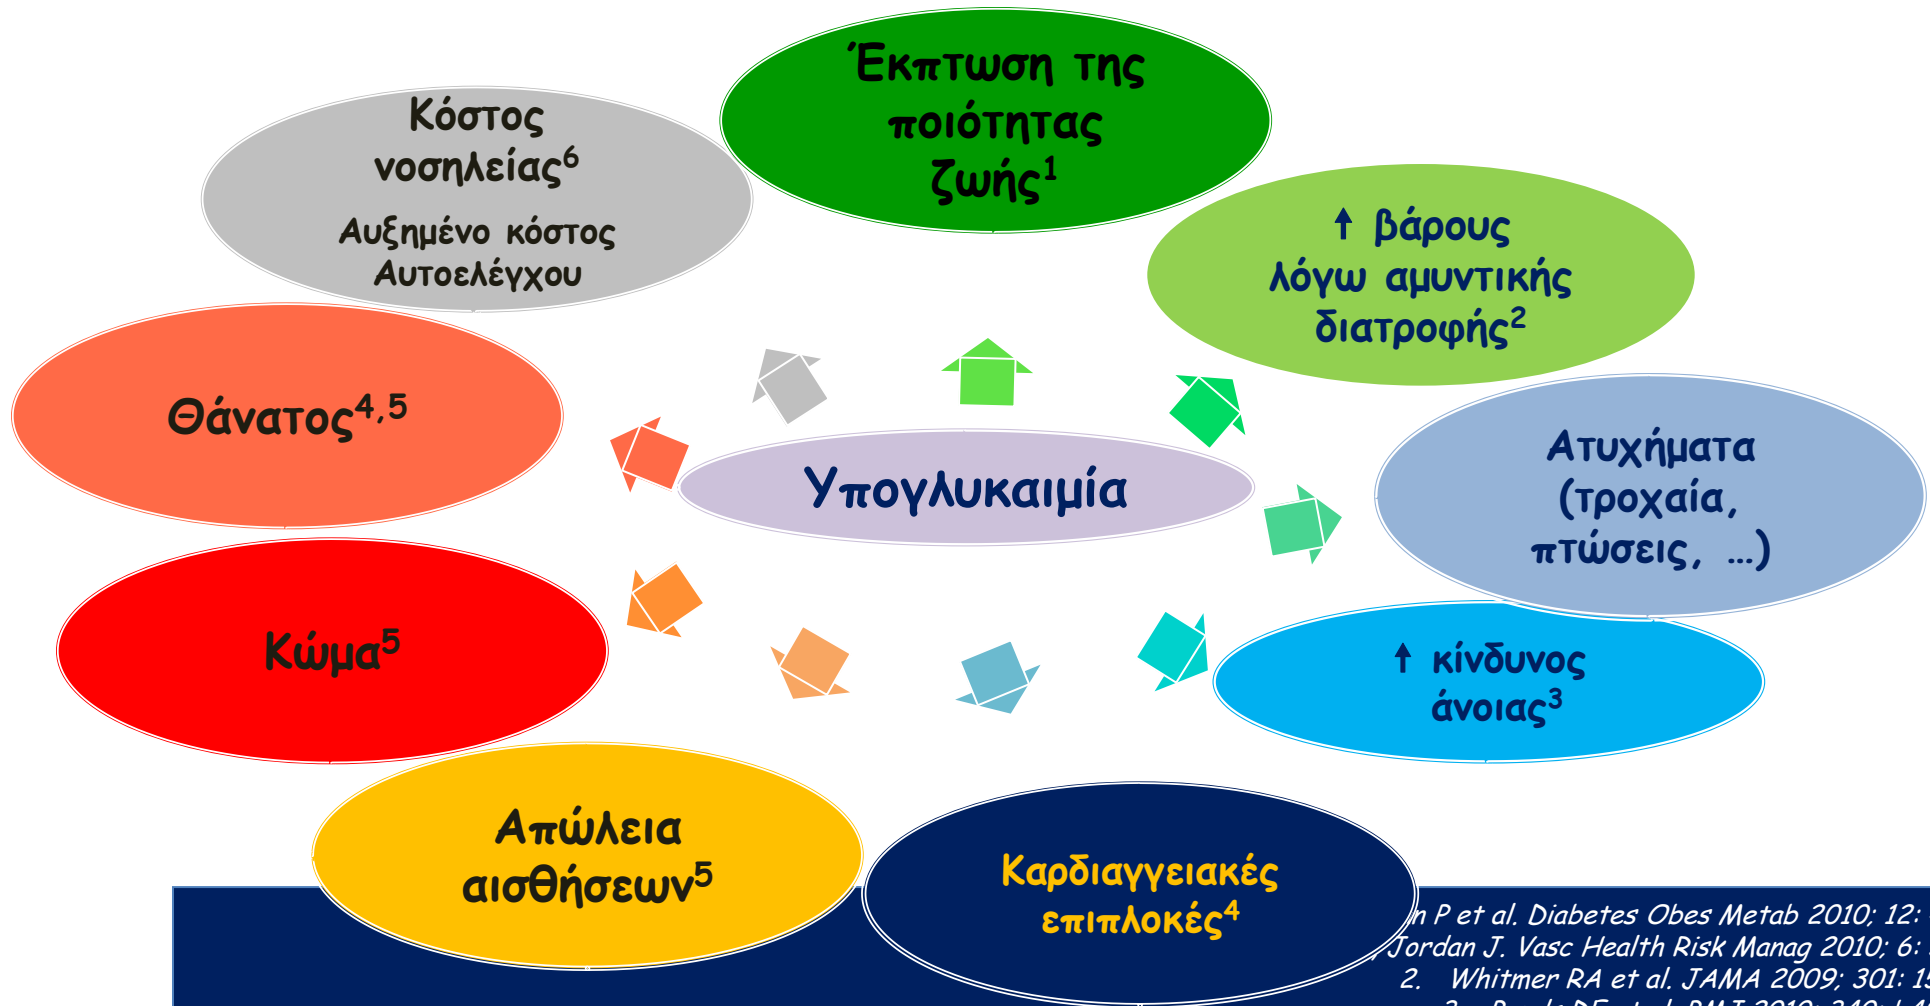 Έκπτωση της
ποιότητας
ζωής1
Κόστος
νοσηλείας6
Αυξημένο κόστος
Αυτοελέγχου
↑ βάρους
λόγω αμυντικής
διατροφής2
Θάνατος4,5
Ατυχήματα
(τροχαία,
πτώσεις, …)
Υπογλυκαιμία
Κώμα5
↑ κίνδυνος
άνοιας3
Απώλεια
αισθήσεων5
Καρδιαγγειακές
επιπλοκές4
P et al. Diabetes Obes Metab 2010; 12:
Jordan J. Vasc Health Risk Manag 2010; 6:
2. Whitmer RA et al. JAMA 2009; 301: